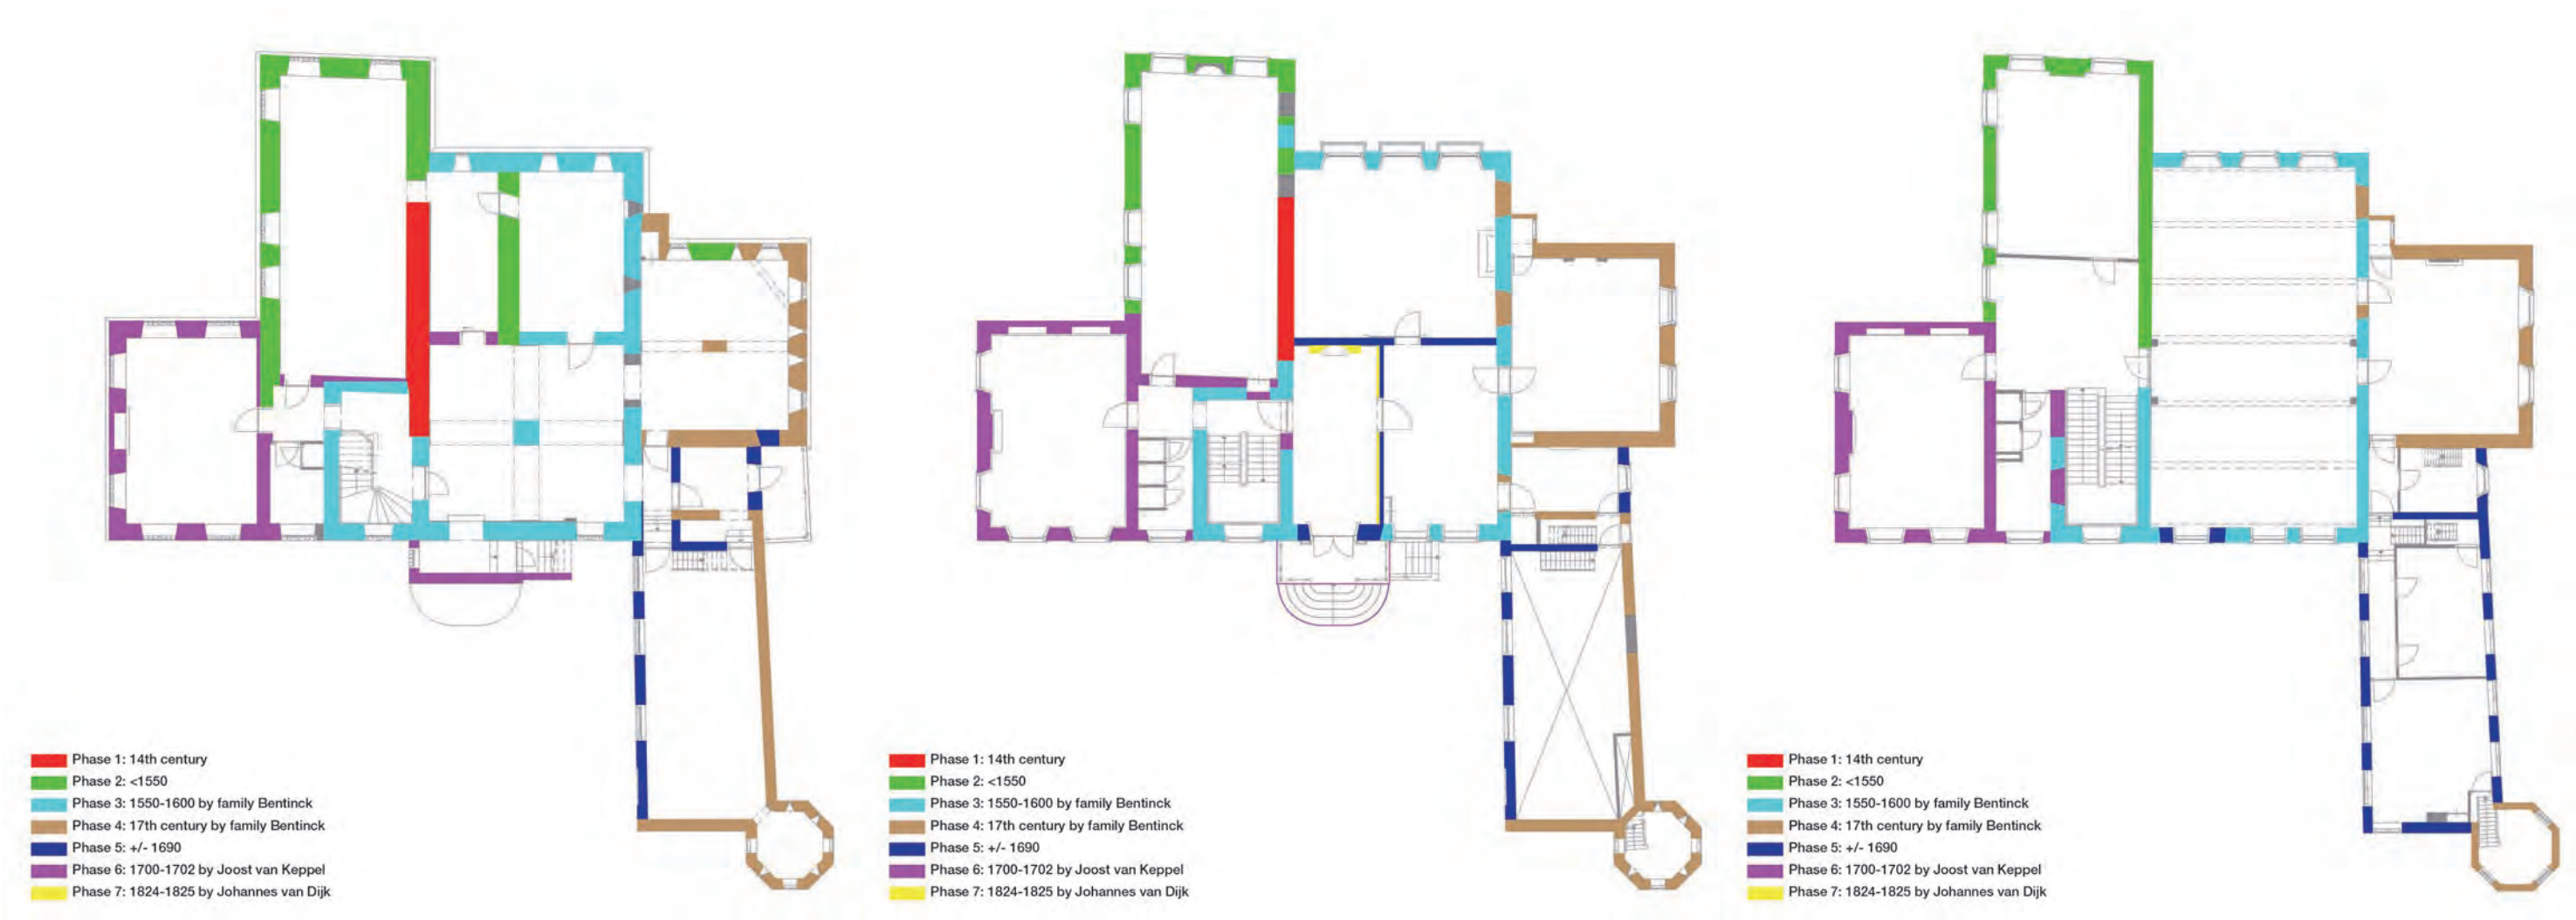 Phase 1: 14th century
Phase 2: <1550
Phase 3: 1550-1600 by family Bentinck
Phase 4: 17th century by family Bentinck
Phase 5: +/- 1690
Phase 6: 1700-1702 by Joost van Keppel
Phase 7: 1824-1825 by Johannes van Dijk
Phase 1: 14th century
Phase 2: <1550
Phase 3: 1550-1600 by family Bentinck
Phase 4: 17th century by family Bentinck
Phase 5: +/- 1690
Phase 6: 1700-1702 by Joost van Keppel
Phase 7: 1824-1825 by Johannes van Dijk
Phase 1: 14th century
Phase 2: <1550
Phase 3: 1550-1600 by family Bentinck
Phase 4: 17th century by family Bentinck
Phase 5: +/- 1690
Phase 6: 1700-1702 by Joost van Keppel
Phase 7: 1824-1825 by Johannes van Dijk